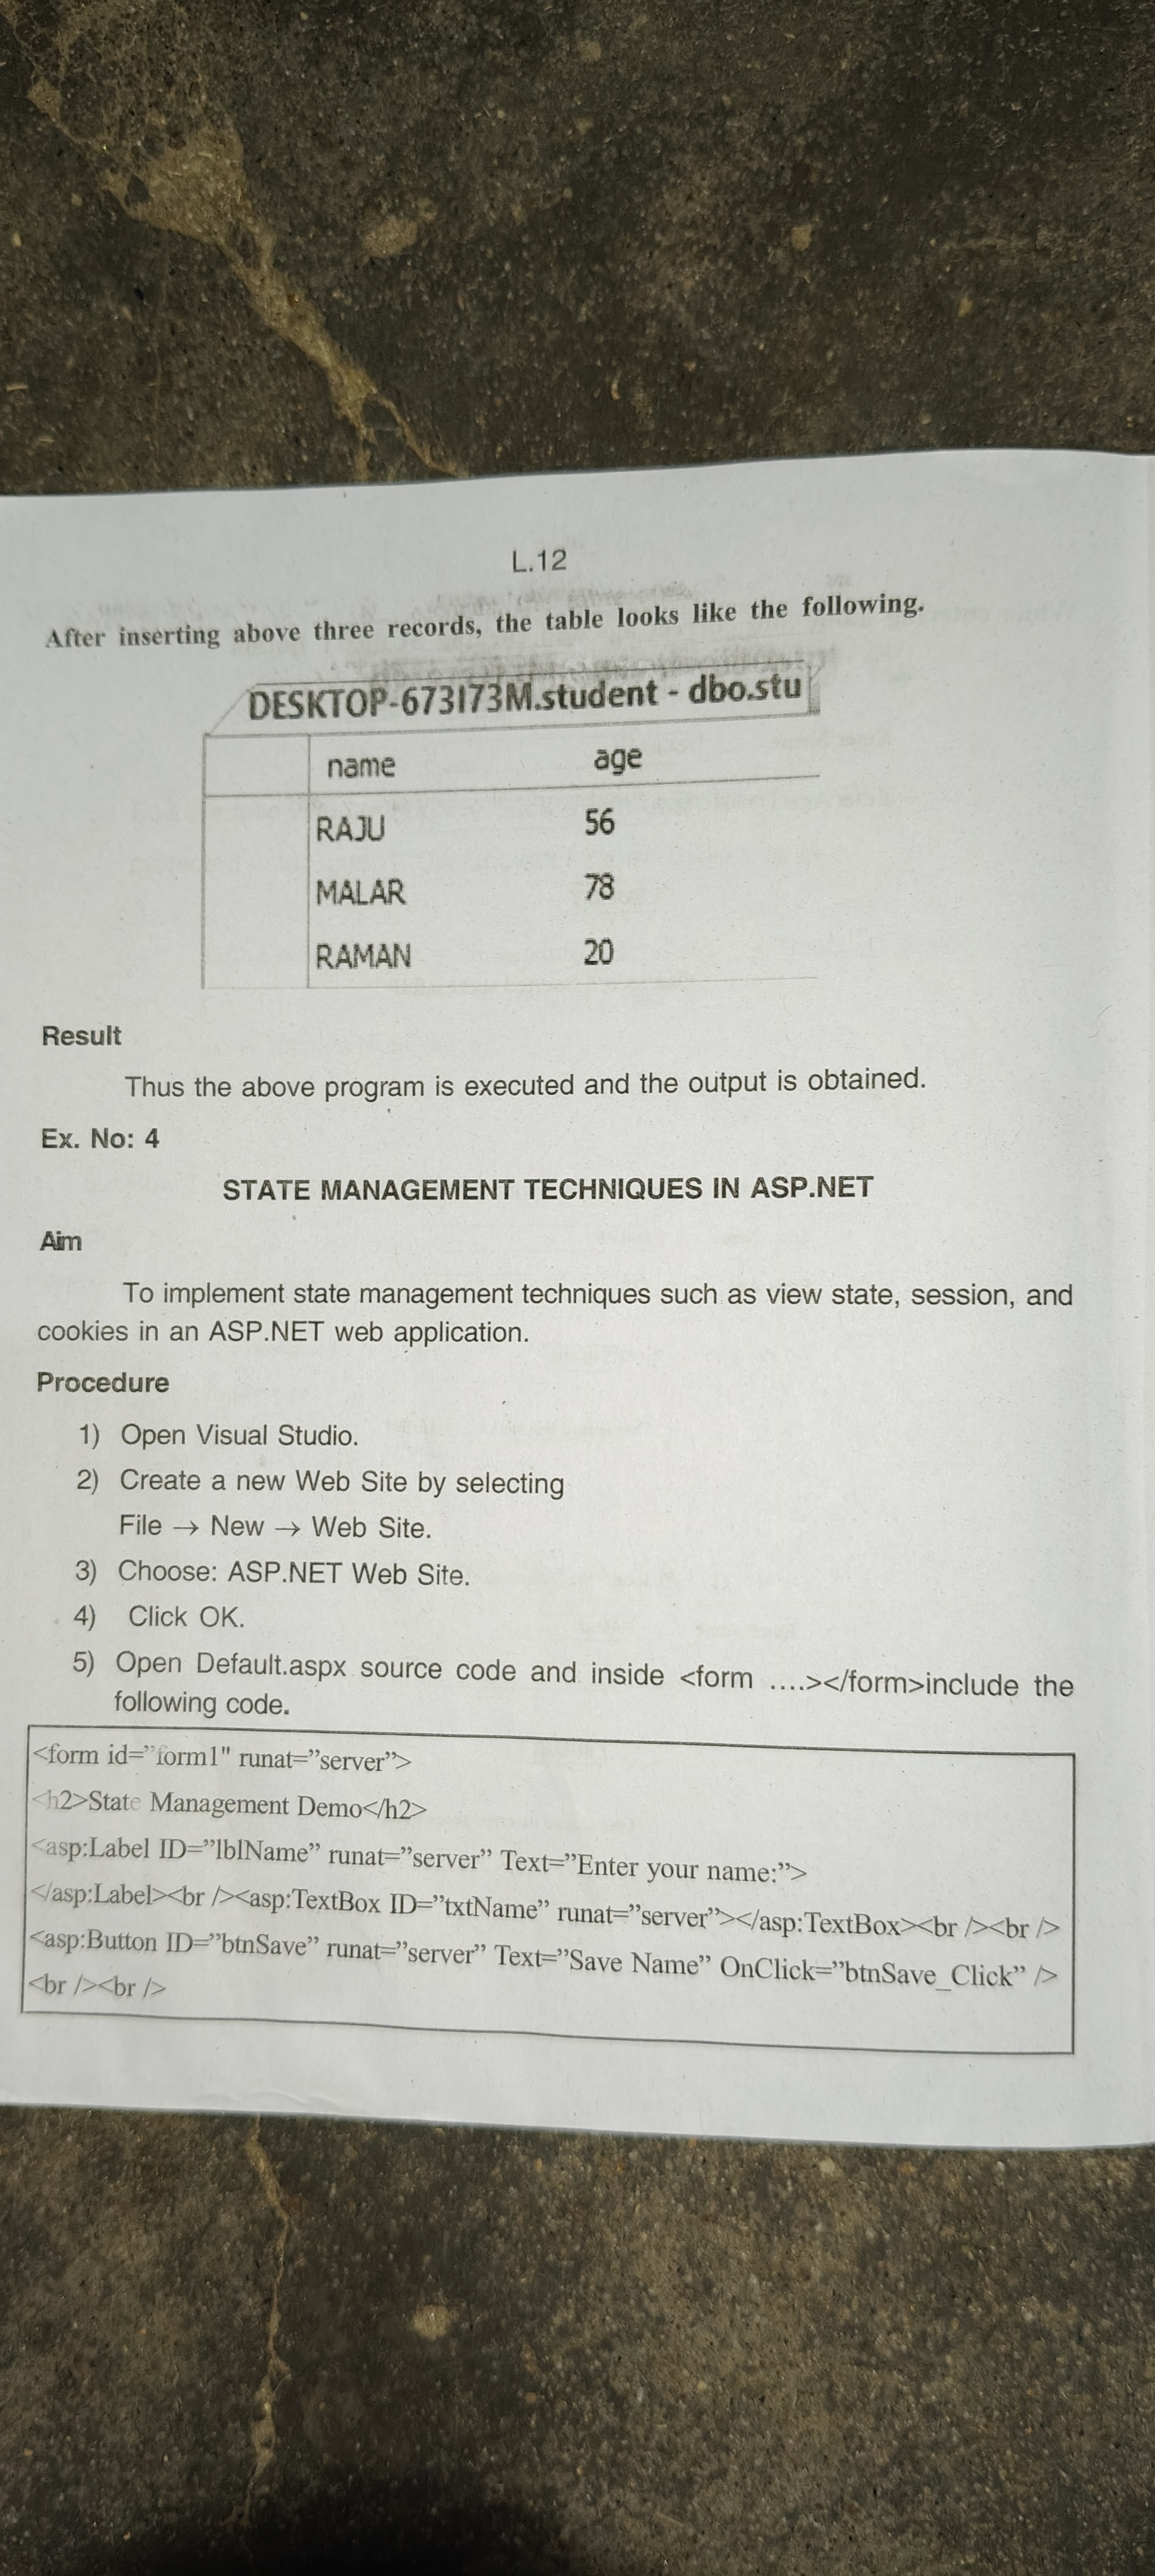 L.12
After inserting above three records, the table looks like the following.
DESKTOP-673I73M.student - dbo.stu
name age
RAJU 56
MALAR 78
RAMAN 20
Result
Thus the above program is executed and the output is obtained.
Ex. No: 4
STATE MANAGEMENT TECHNIQUES IN ASP.NET
Aim
To implement state management techniques such as view state, session, and
cookies in an ASP.NET web application.
Procedure
1) Open Visual Studio.
2) Create a new Web Site by selecting
File → New → Web Site.
3) Choose: ASP.NET Web Site.
4) Click OK.
5) Open Default.aspx source code and inside <form ....></form>include the
following code.
<form id=”form1" runat=”server”>
<h2>State Management Demo</h2>
<asp:Label ID=”lblName” runat=”server” Text=”Enter your name:”>
</asp:Label><br /><asp:TextBox ID=”txtName” runat=”server”></asp:TextBox><br /><br />
<asp:Button ID=”btnSave” runat=”server” Text=”Save Name” OnClick=”btnSave_Click” />
<br /><br />